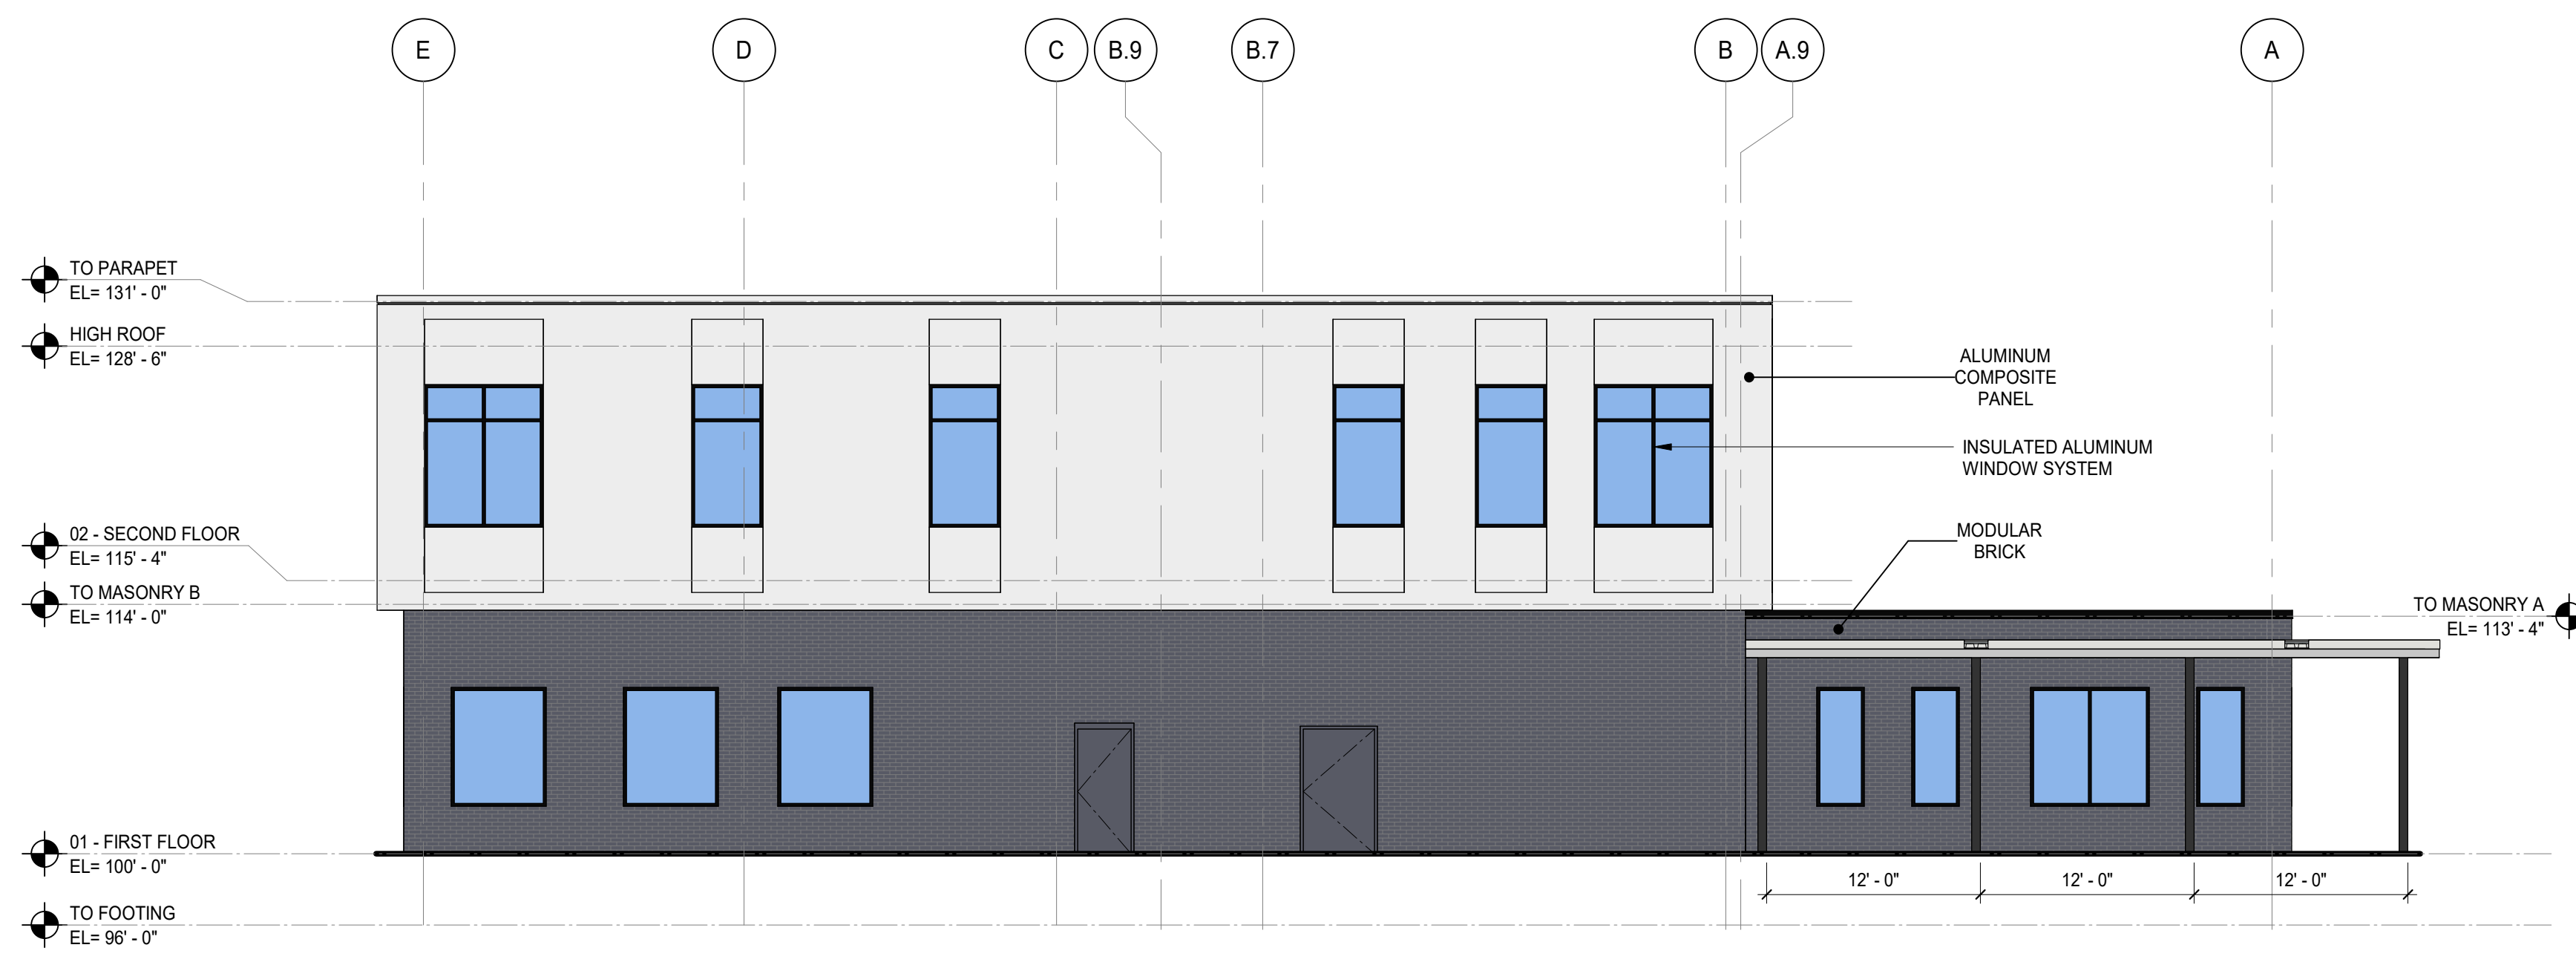 E
D
C
B.9
B.7
B
A.9
A
TO PARAPET
EL= 131' - 0"
HIGH ROOF
EL= 128' - 6"
ALUMINUM
COMPOSITE
PANEL
INSULATED ALUMINUM
WINDOW SYSTEM
02 - SECOND FLOOR
EL= 115' - 4"
MODULAR
BRICK
TO MASONRY B
EL= 114' - 0"
TO MASONRY A
EL= 113' - 4"
01 - FIRST FLOOR
EL= 100' - 0"
12' - 0"
12' - 0"
12' - 0"
TO FOOTING
EL= 96' - 0"